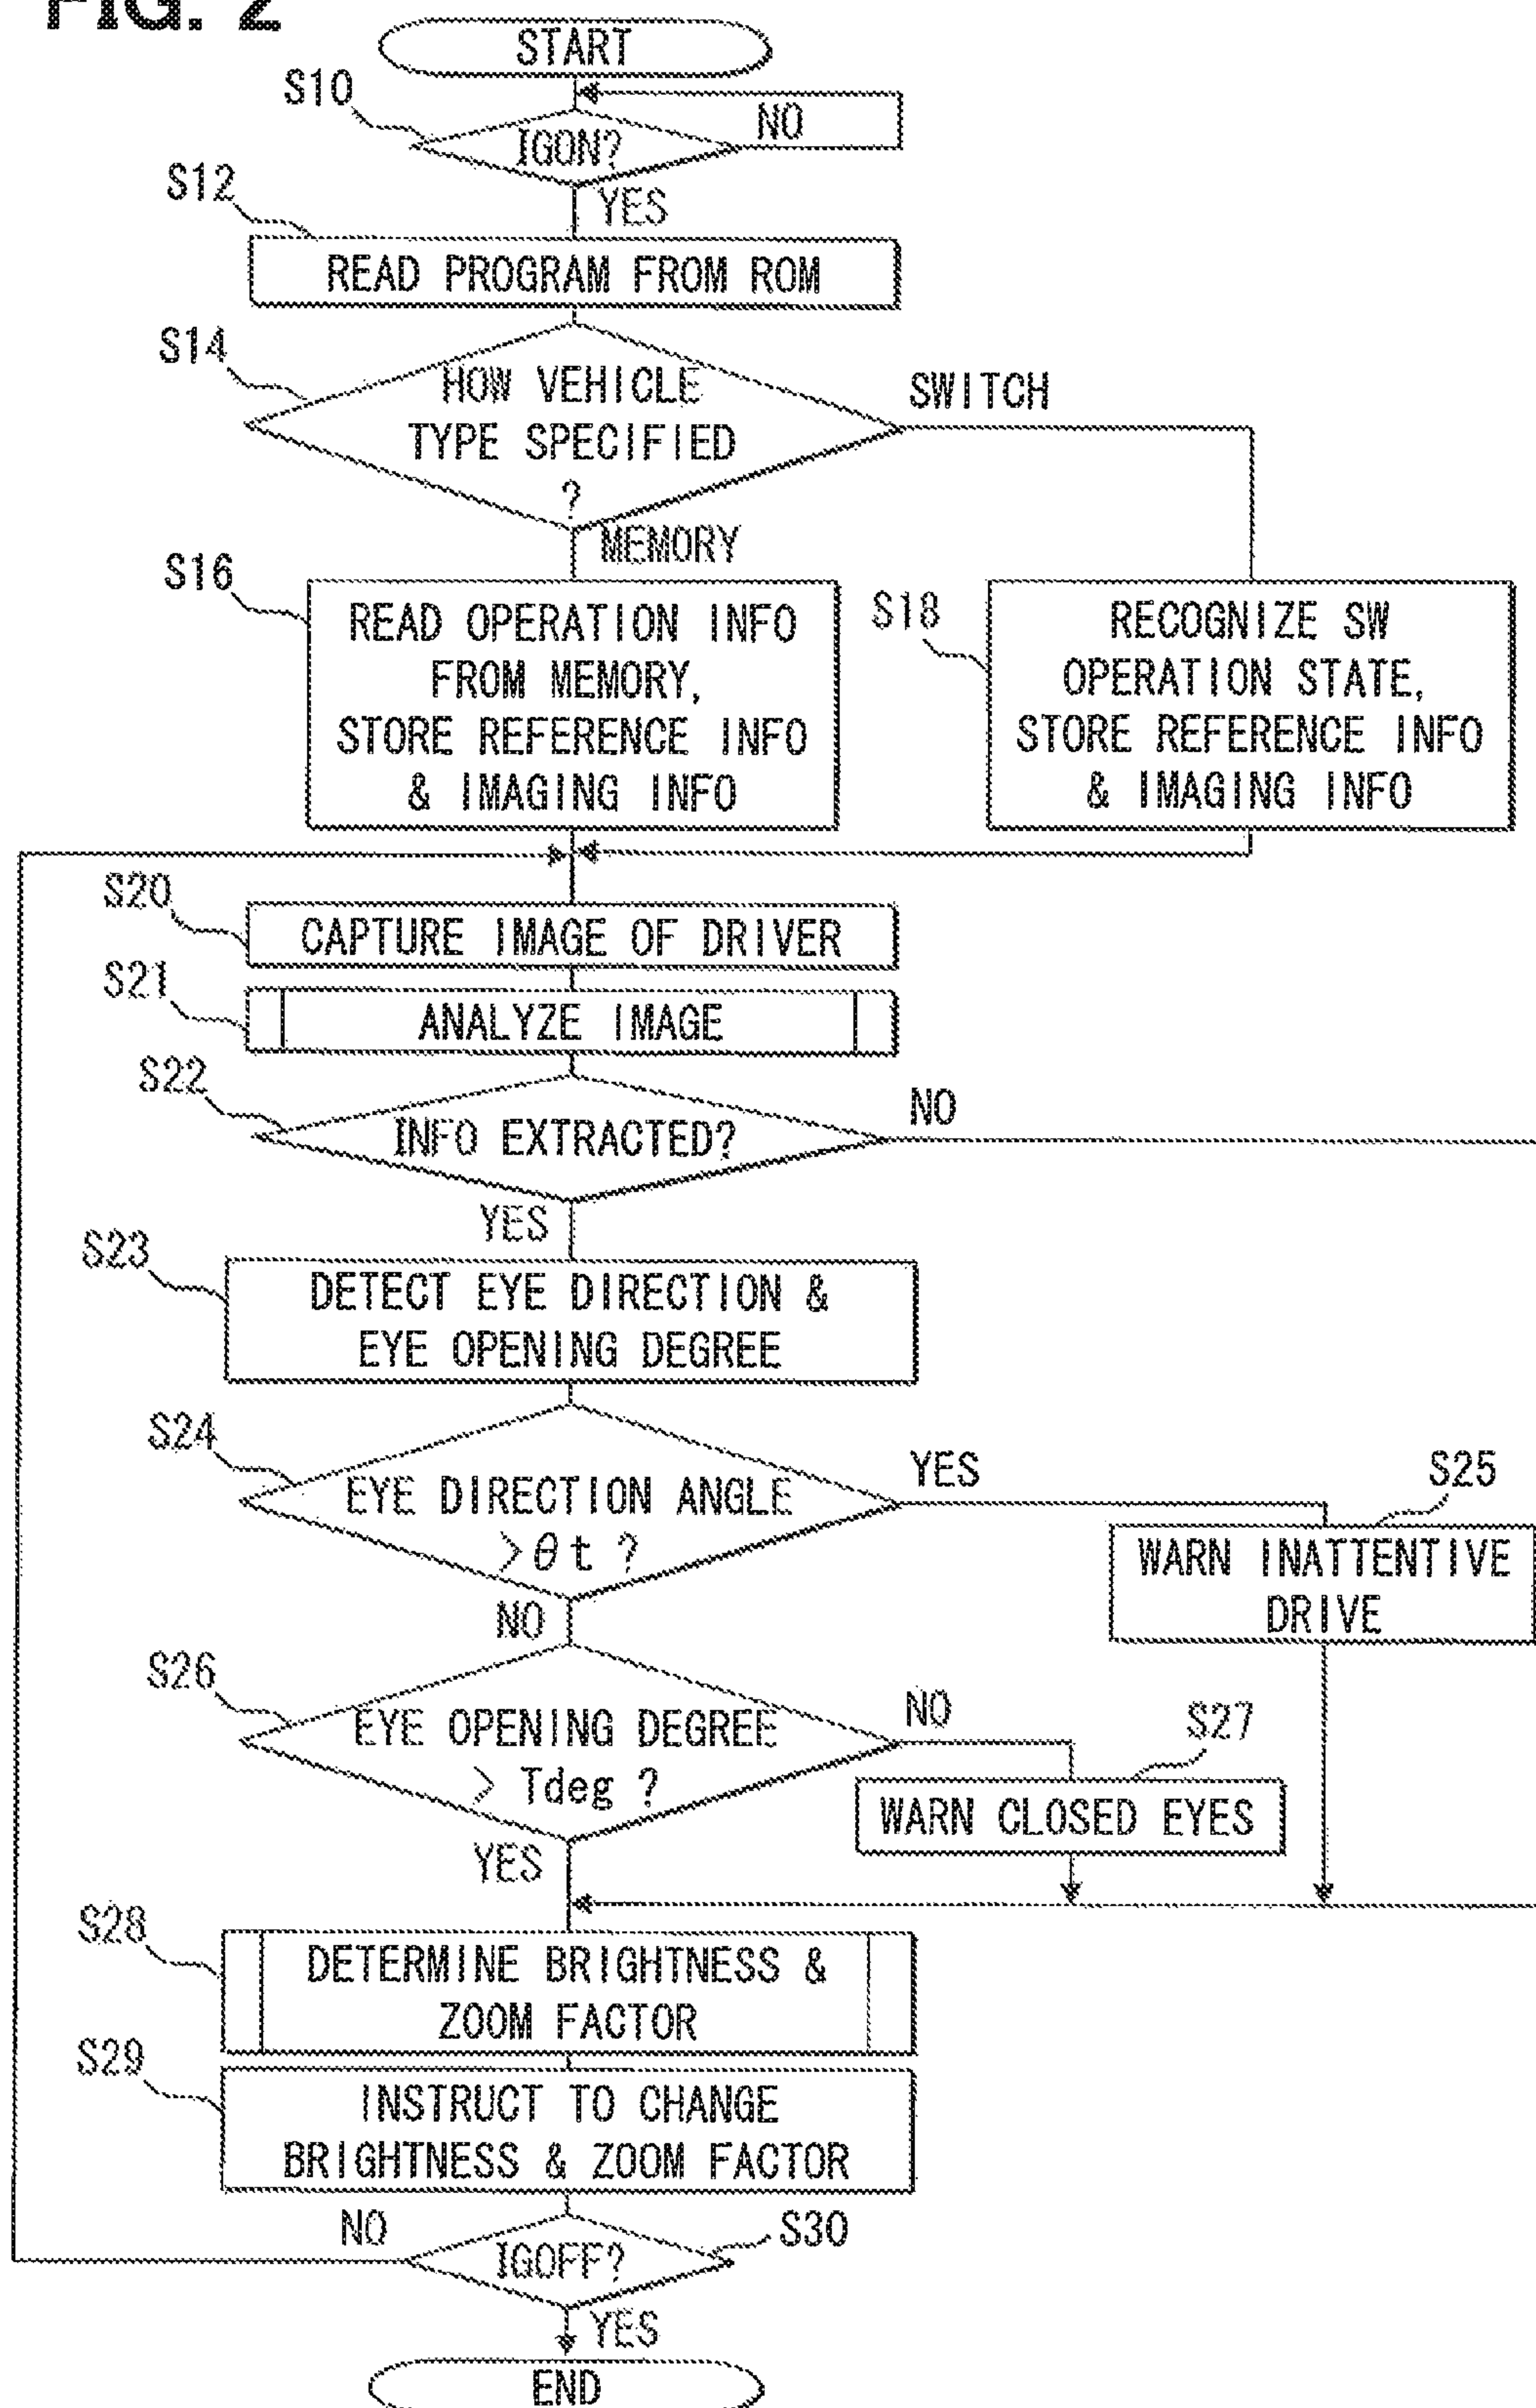 FIG. 2
START
S10
IGON?
NO
YES
S12
READ PROGRAM FROM ROM
S14
HOW VEHICLE
TYPE SPECIFIED
?
SWITCH
MEMORY
S16
READ OPERATION INFO
FROM MEMORY,
STORE REFERENCE INFO
& IMAGING INFO
S18
RECOGNIZE SW
OPERATION STATE,
STORE REFERENCE INFO
& IMAGING INFO
S20
CAPTURE IMAGE OF DRIVER
S21
ANALYZE IMAGE
S22
INFO EXTRACTED?
NO
YES
S23
DETECT EYE DIRECTION &
EYE OPENING DEGREE
S24
EYE DIRECTION ANGLE
>θt ?
YES
NO
S25
WARN INATTENTIVE
DRIVE
S26
EYE OPENING DEGREE
> Tdeg ?
NO
YES
S27
WARN CLOSED EYES
S28
DETERMINE BRIGHTNESS &
ZOOM FACTOR
S29
INSTRUCT TO CHANGE
BRIGHTNESS & ZOOM FACTOR
S30
IGOFF?
NO
YES
END